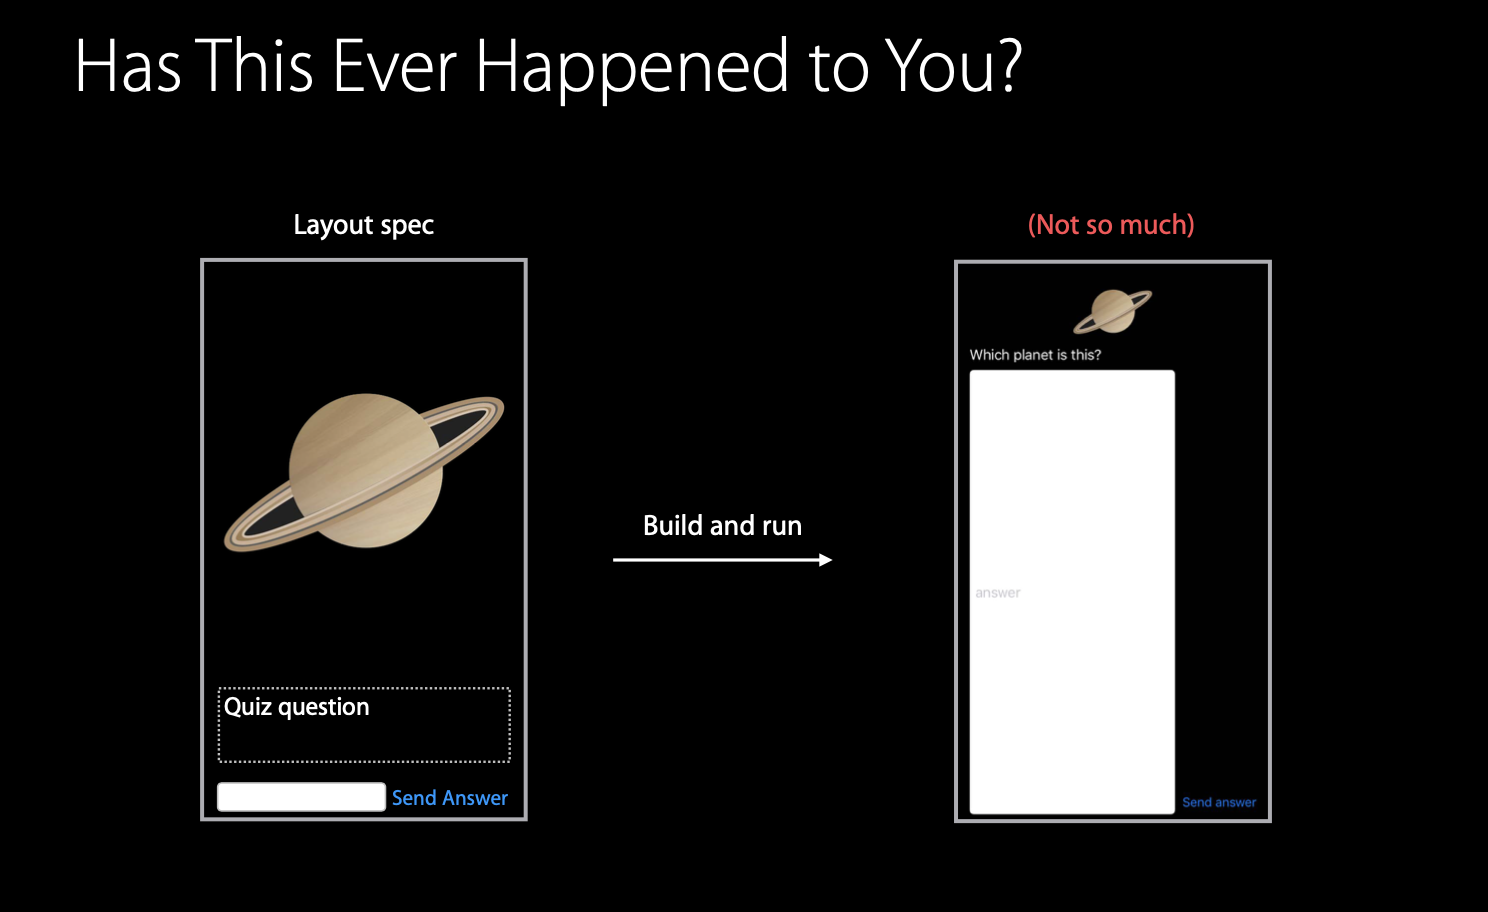 Has This Ever Happened to You?
Layout spec
Quiz question
Send Answer
Build and run
(Not so much)
Which planet is this?
answer
Send answer